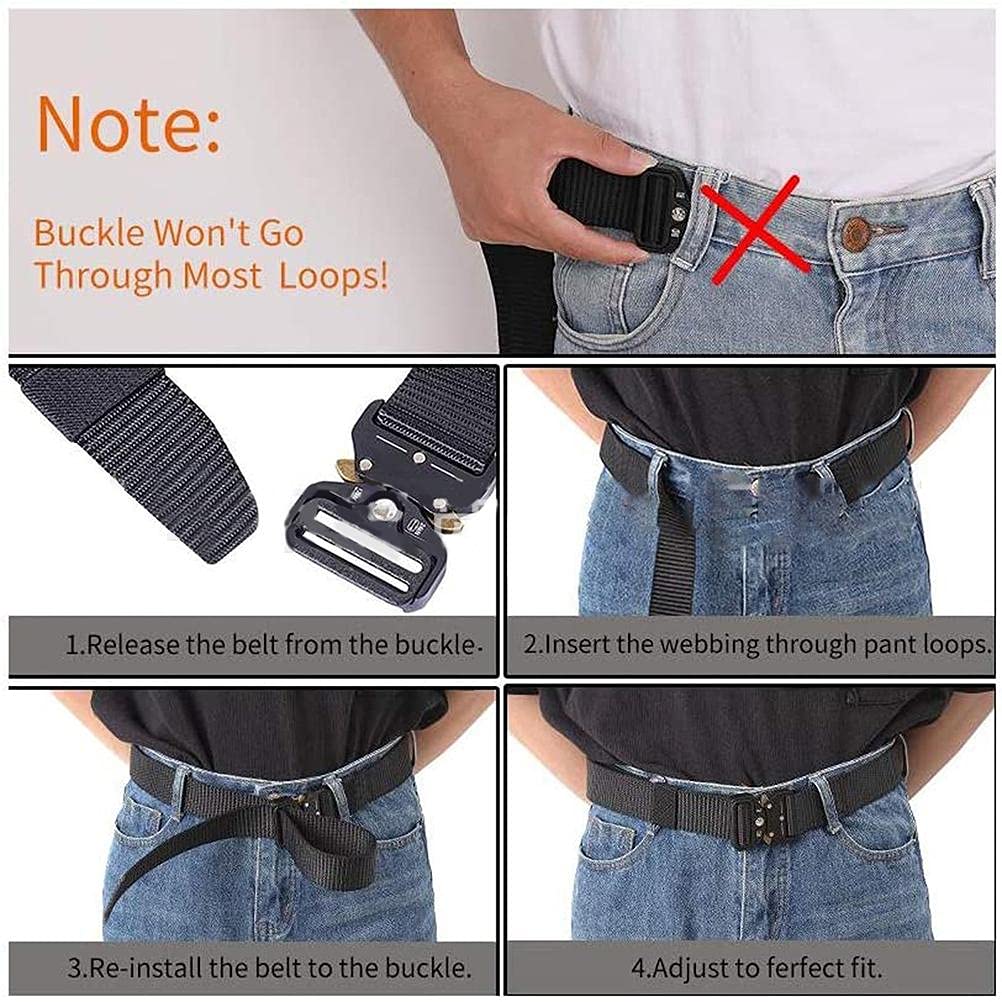 Note:
Buckle Won't Go
Through Most Loops!
1.Release the belt from the buckle.
2.Insert the webbing through pant loops.
3.Re-install the belt to the buckle.
4.Adjust to ferfect fit.